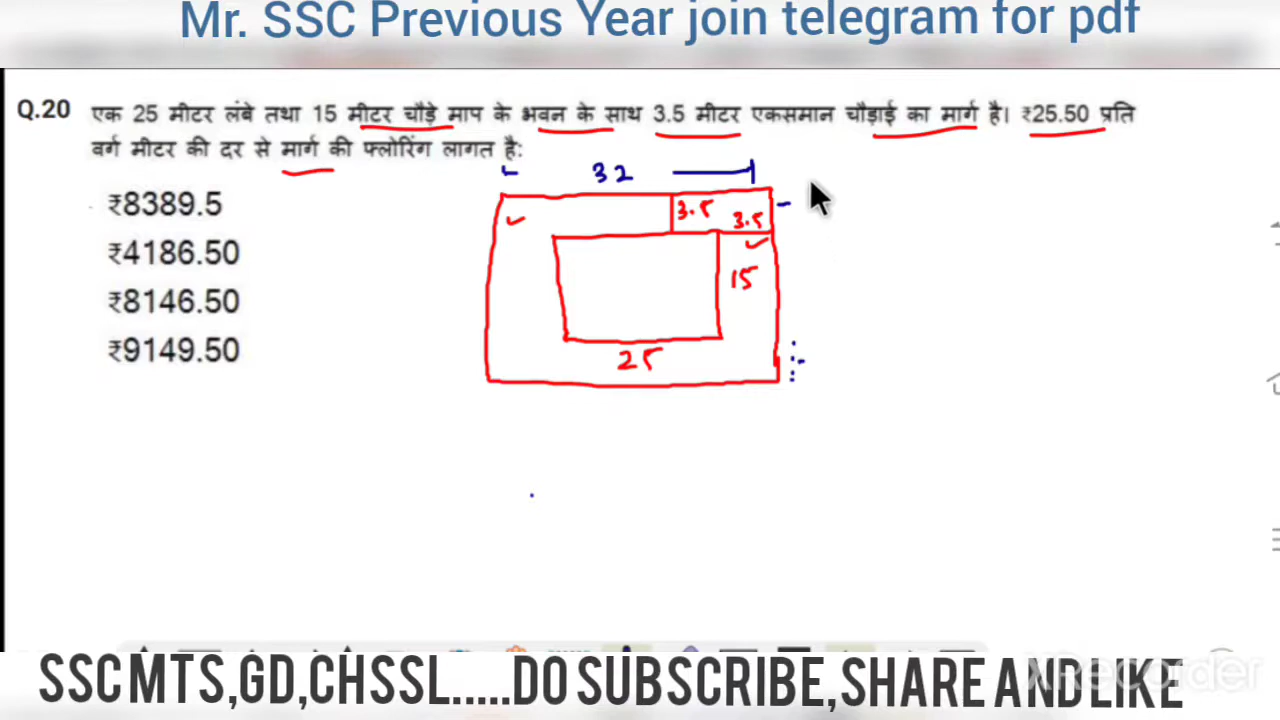 Mr. SSC Previous Year join telegram for pdf
Q.20 एक 25 मीटर लंबे तथा 15 मीटर चौड़े माप के भवन के साथ 3.5 मीटर एकसमान चौड़ाई का मार्ग है। ₹25.50 प्रति
वर्ग मीटर की दर से मार्ग की फ्लोरिंग लागत है:
32
₹8389.5
3.5
3.5
₹4186.50
15
₹8146.50
₹9149.50
25
SSC MTS,GD,CHSSL.....DO SUBSCRIBE,SHARE AND LIKE
XRecorder